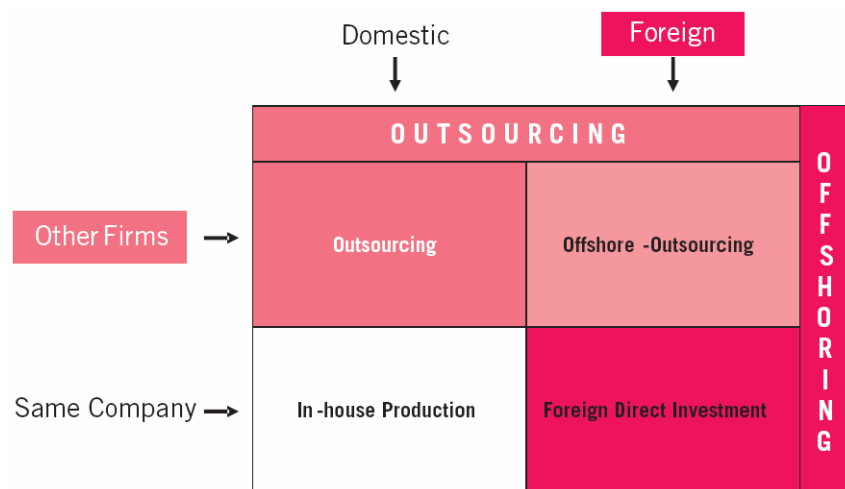 Domestic
Foreign
OUTSOURCING
OFFSHORING
Other Firms
Outsourcing
Offshore -Outsourcing
Same Company
In -house Production
Foreign Direct Investment